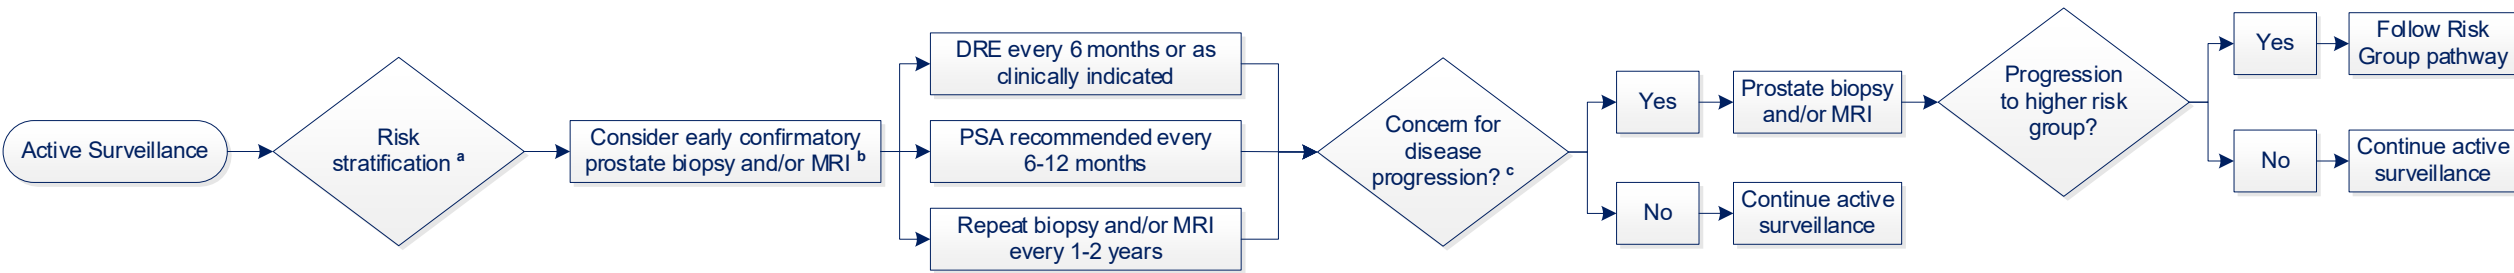 Active Surveillance
Risk
stratification a
Consider early confirmatory
prostate biopsy and/or MRI b
DRE every 6 months or as
clinically indicated
PSA recommended every
6-12 months
Repeat biopsy and/or MRI
every 1-2 years
Concern for
disease
progression? c
Yes
Prostate biopsy
and/or MRI
No
Continue active
surveillance
Progression
to higher risk
group?
Yes
Follow Risk
Group pathway
No
Continue active
surveillance